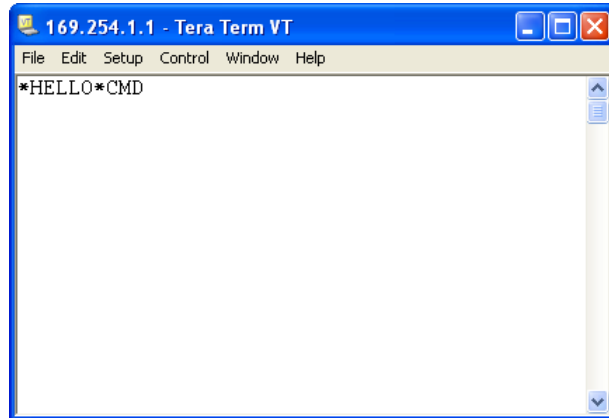 169.254.1.1 - Tera Term VT
File Edit Setup Control Window Help
*HELLO*CMD